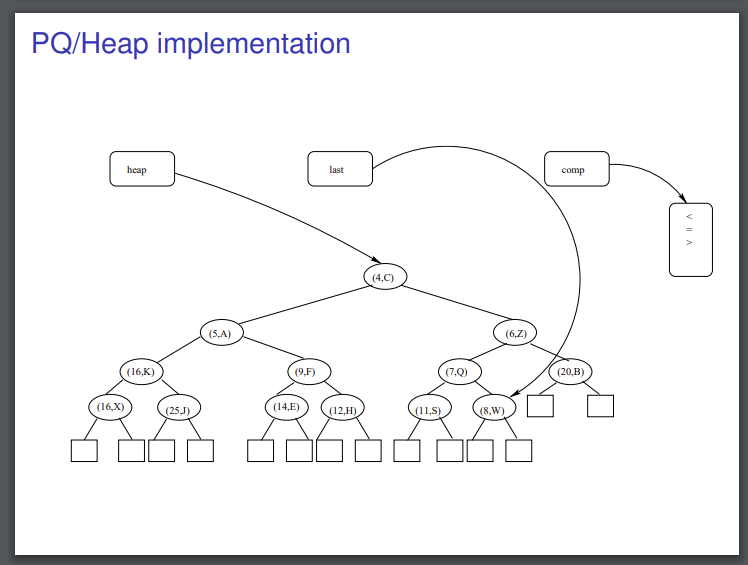 PQ/Heap implementation
heap
last
comp
<
=
>
(4,C)
(5,A)
(6,Z)
(16,K)
(9,F)
(7,Q)
(20,B)
(16,X)
(25,J)
(14,E)
(12,H)
(11,S)
(8,W)